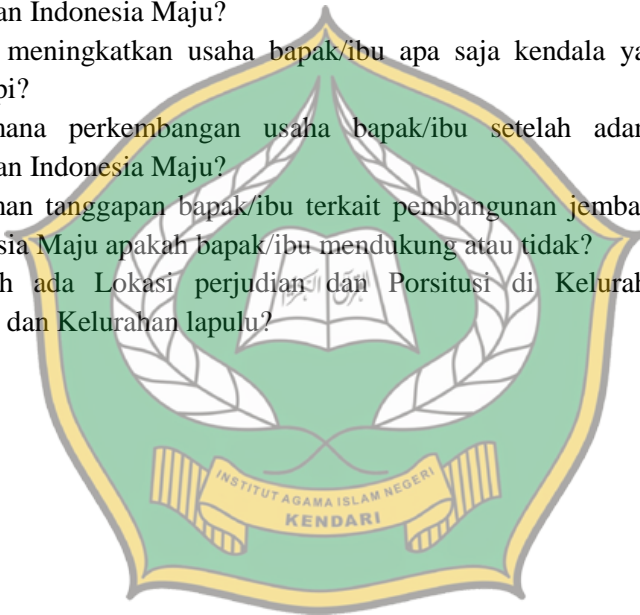 an Indonesia Maju?
meningkatkan usaha bapak/ibu apa saja kendala ya
pi?
nana perkembangan usaha bapak/ibu setelah adan
an Indonesia Maju?
nan tanggapan bapak/ibu terkait pembangunan jembat
sia Maju apakah bapak/ibu mendukung atau tidak?
h ada Lokasi perjudian dan Porsitusi di Kelurah
dan Kelurahan lapulu?
INSTITUT AGAMA ISLAM NEGERI
KENDARI